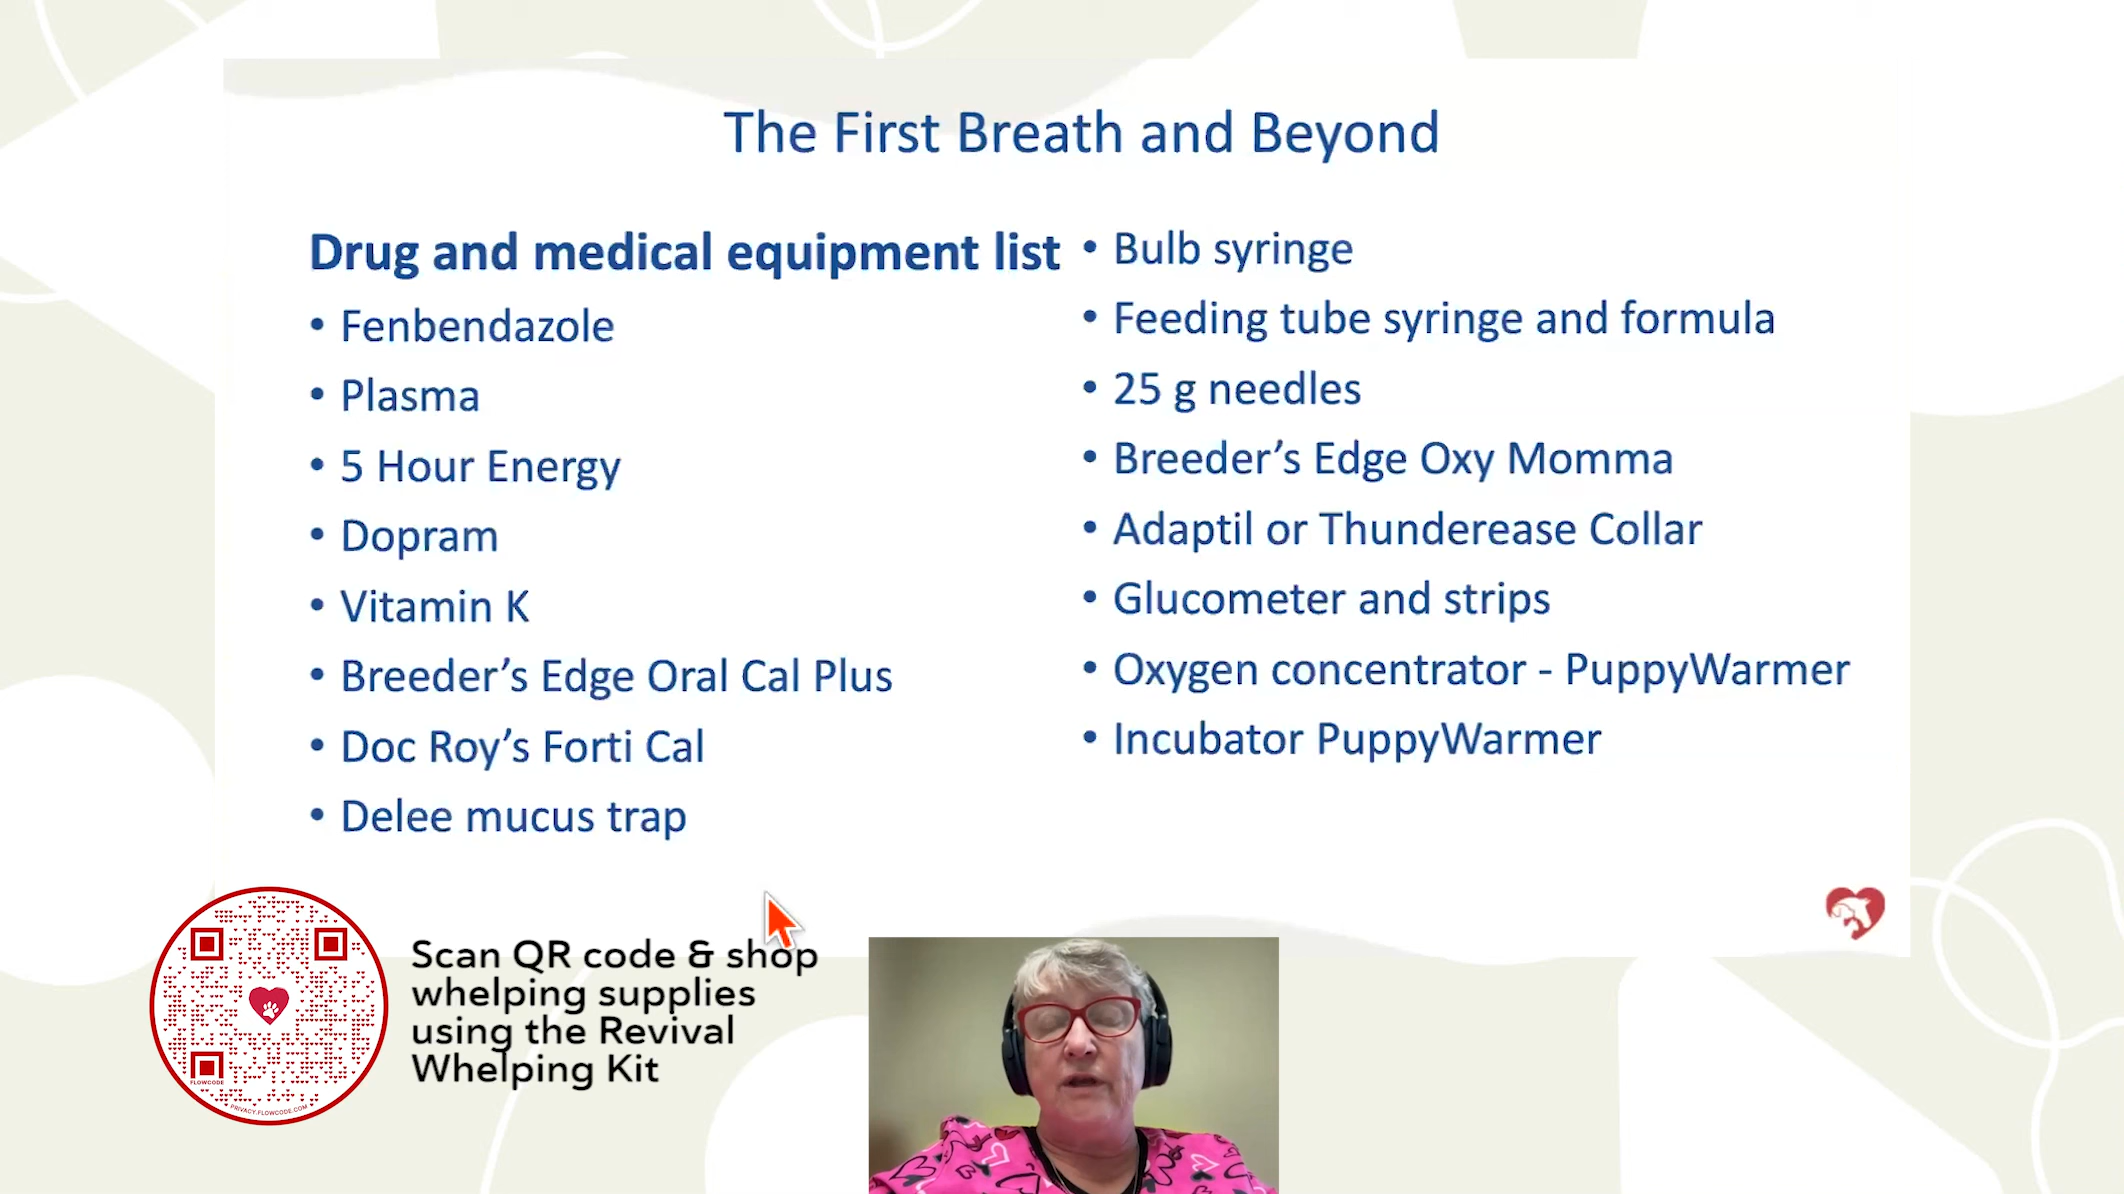 The First Breath and Beyond
Drug and medical equipment list
• Fenbendazole
• Plasma
• 5 Hour Energy
• Dopram
• Vitamin K
• Breeder’s Edge Oral Cal Plus
• Doc Roy’s Forti Cal
• Delee mucus trap
• Bulb syringe
• Feeding tube syringe and formula
• 25 g needles
• Breeder’s Edge Oxy Momma
• Adaptil or Thunderease Collar
• Glucometer and strips
• Oxygen concentrator - PuppyWarmer
• Incubator PuppyWarmer
FLOWCODE
PRIVACY.FLOWCODE.COM
Scan QR code & shop
whelping supplies
using the Revival
Whelping Kit